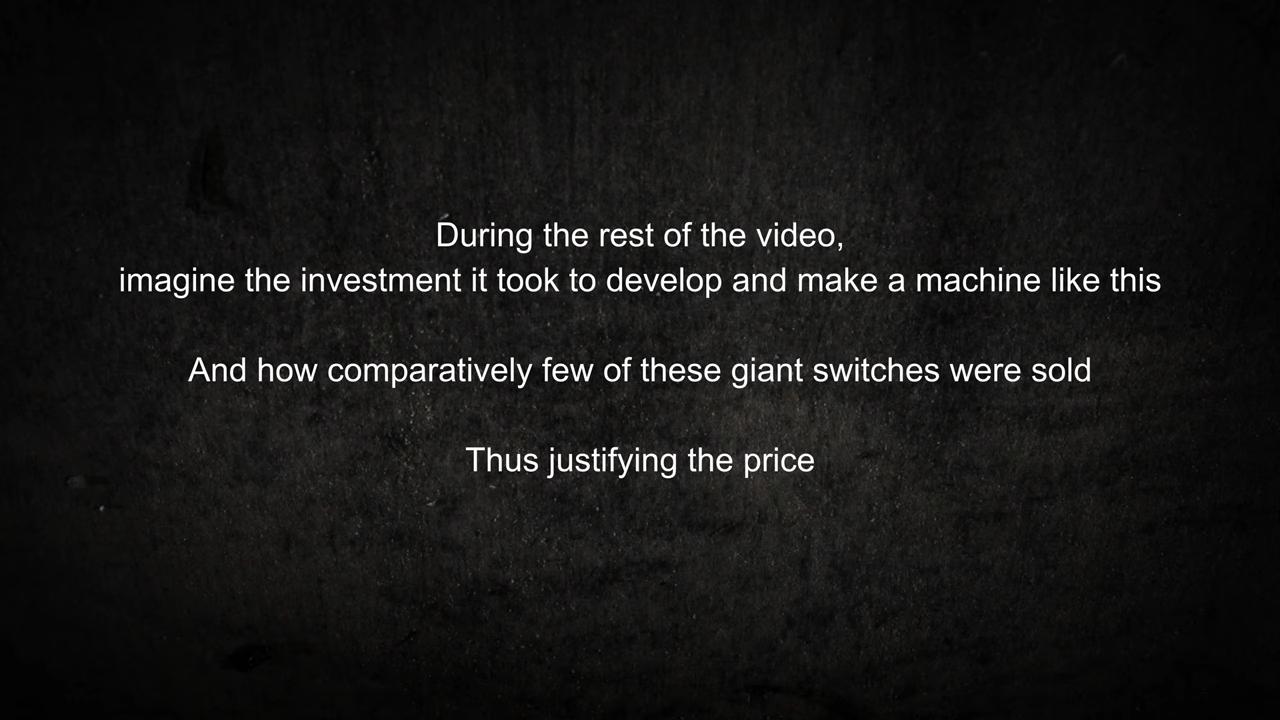 During the rest of the video,
imagine the investment it took to develop and make a machine like this
And how comparatively few of these giant switches were sold
Thus justifying the price